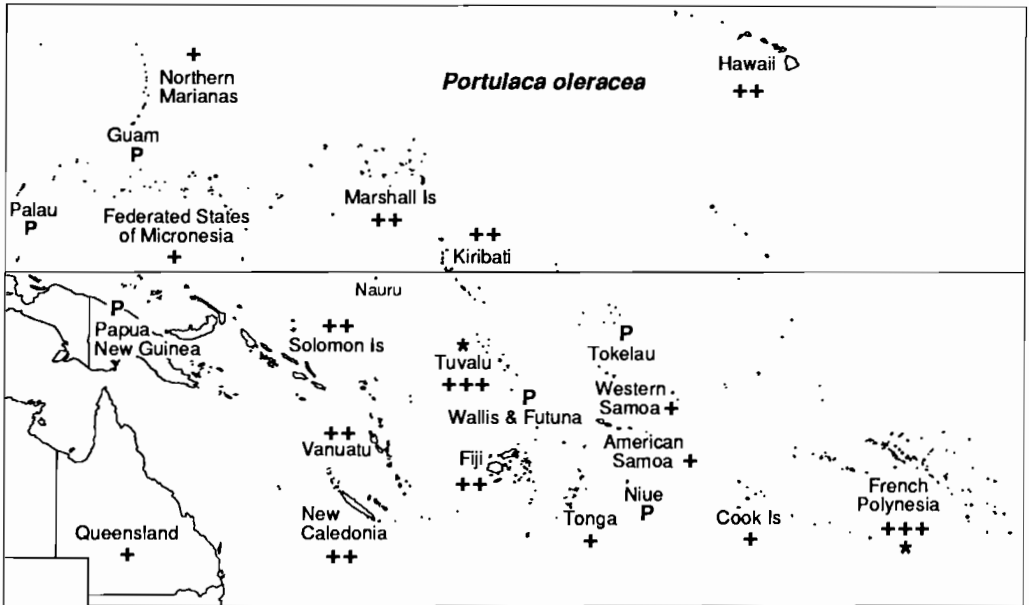 +
Northern
Marianas
Portulaca oleracea
Hawaii
++
Guam
P
Palau
P
Federated States
of Micronesia
+
Marshall Is
++
++
Kiribati
Nauru
P
Papua
New Guinea
++
Solomon Is
*
Tuvalu
+++
P
Tokelau
P
Wallis & Futuna
Western
Samoa +
American
Samoa +
++
Vanuatu
Fiji
++
Niue
P
French
Polynesia
+++
*
Queensland
+
New
Caledonia
++
Tonga
+
Cook Is
+